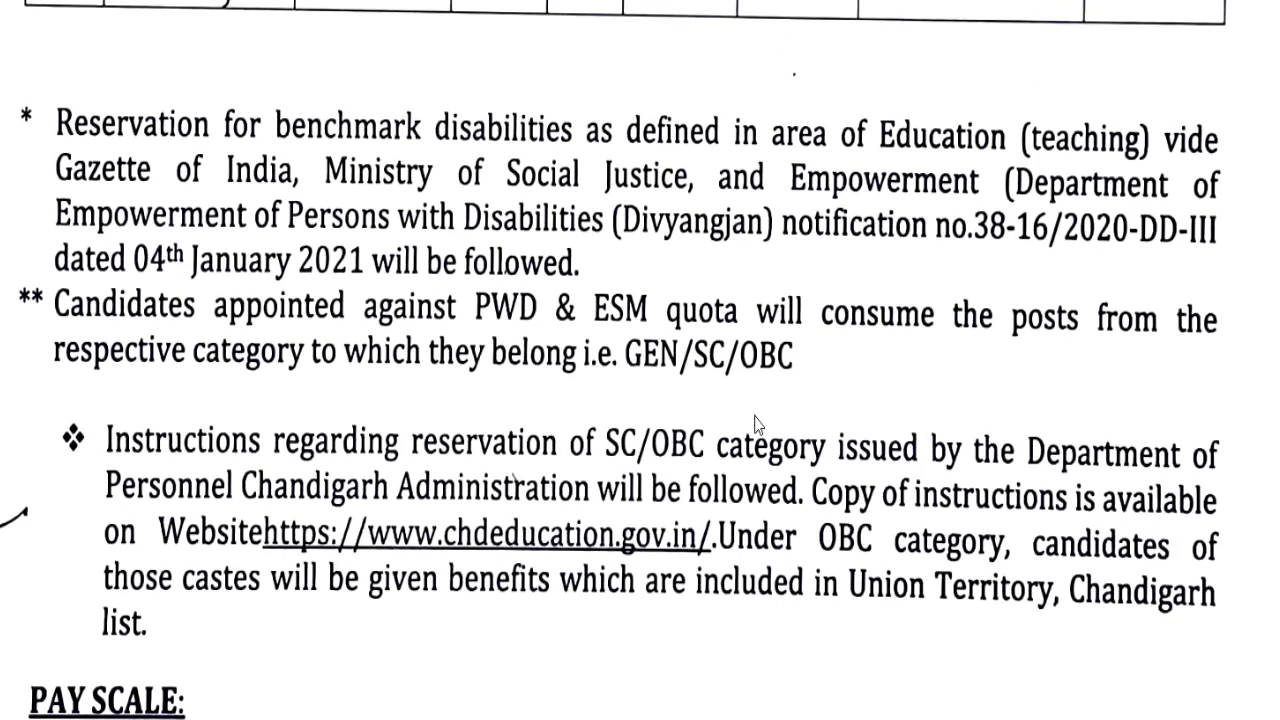 * Reservation for benchmark disabilities as defined in area of Education (teaching) vide
Gazette of India, Ministry of Social Justice, and Empowerment (Department of
Empowerment of Persons with Disabilities (Divyangjan) notification no.38-16/2020-DD-III
dated 04th January 2021 will be followed.
** Candidates appointed against PWD & ESM quota will consume the posts from the
respective category to which they belong i.e. GEN/SC/OBC
❖ Instructions regarding reservation of SC/OBC category issued by the Department of
Personnel Chandigarh Administration will be followed. Copy of instructions is available
on Websitehttps://www.chdeducation.gov.in/.Under OBC category, candidates of
those castes will be given benefits which are included in Union Territory, Chandigarh
list.
PAY SCALE: